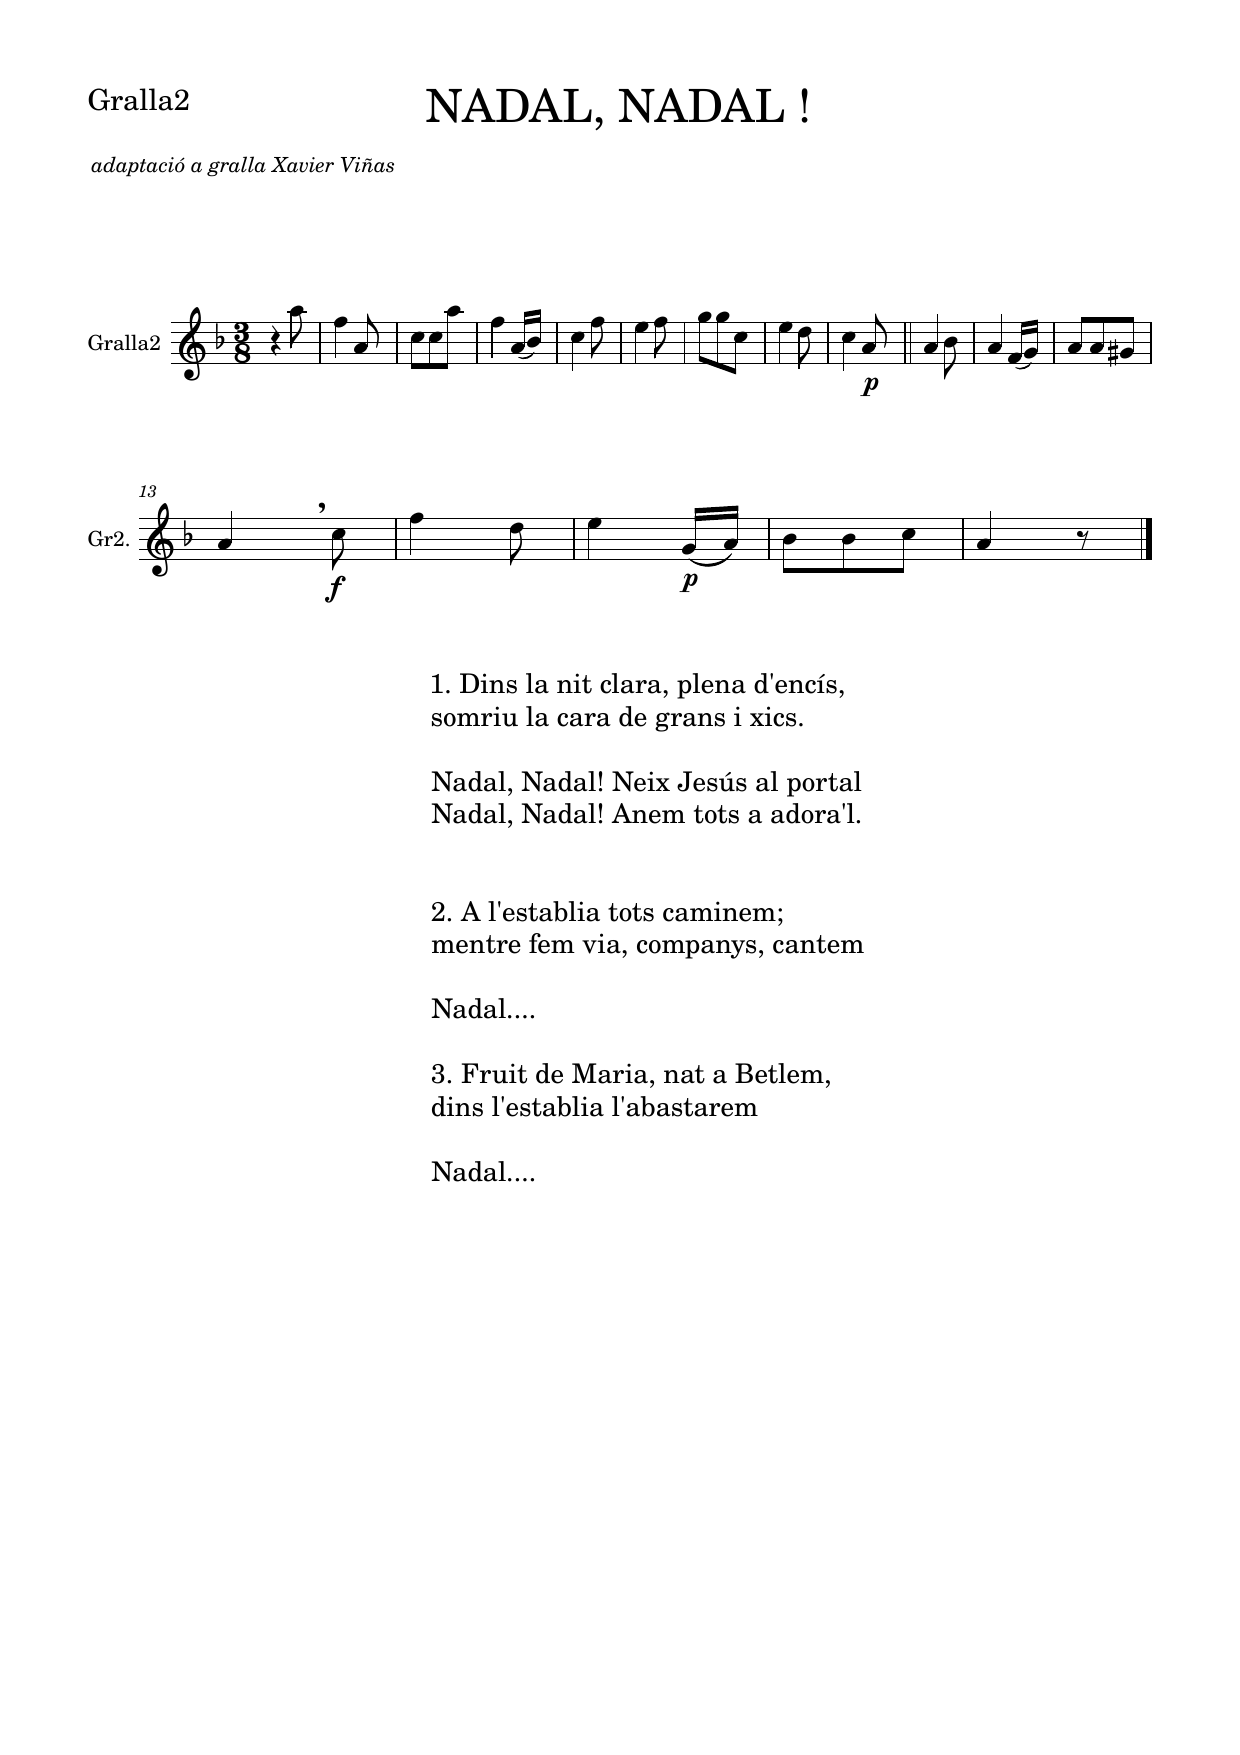 Gralla2
NADAL, NADAL !
adaptació a gralla Xavier Viñas
Gralla2
3
8
p
13
Gr2.
f
p
1. Dins la nit clara, plena d'encís,
somriu la cara de grans i xics.
Nadal, Nadal! Neix Jesús al portal
Nadal, Nadal! Anem tots a adora'l.
2. A l'establia tots caminem;
mentre fem via, companys, cantem
Nadal....
3. Fruit de Maria, nat a Betlem,
dins l'establia l'abastarem
Nadal....